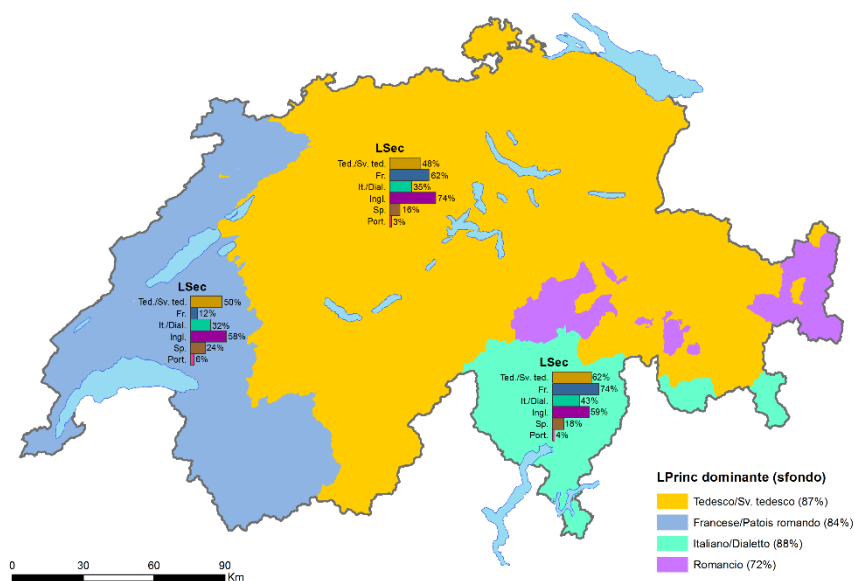 LSec
Ted./Sv. ted. 48%
Fr. 62%
It./Dial. 35%
Ingl. 74%
Sp. 16%
Port. 3%
LSec
Ted./Sv. ted. 50%
Fr. 12%
It./Dial. 32%
Ingl. 58%
Sp. 24%
Port. 6%
LSec
Ted./Sv. ted. 62%
Fr. 74%
It./Dial. 43%
Ingl. 59%
Sp. 18%
Port. 4%
LPrinc dominante (sfondo)
Tedesco/Sv. tedesco (87%)
Francese/Patois romando (84%)
Italiano/Dialetto (88%)
Romancio (72%)
0 30 60 90
Km